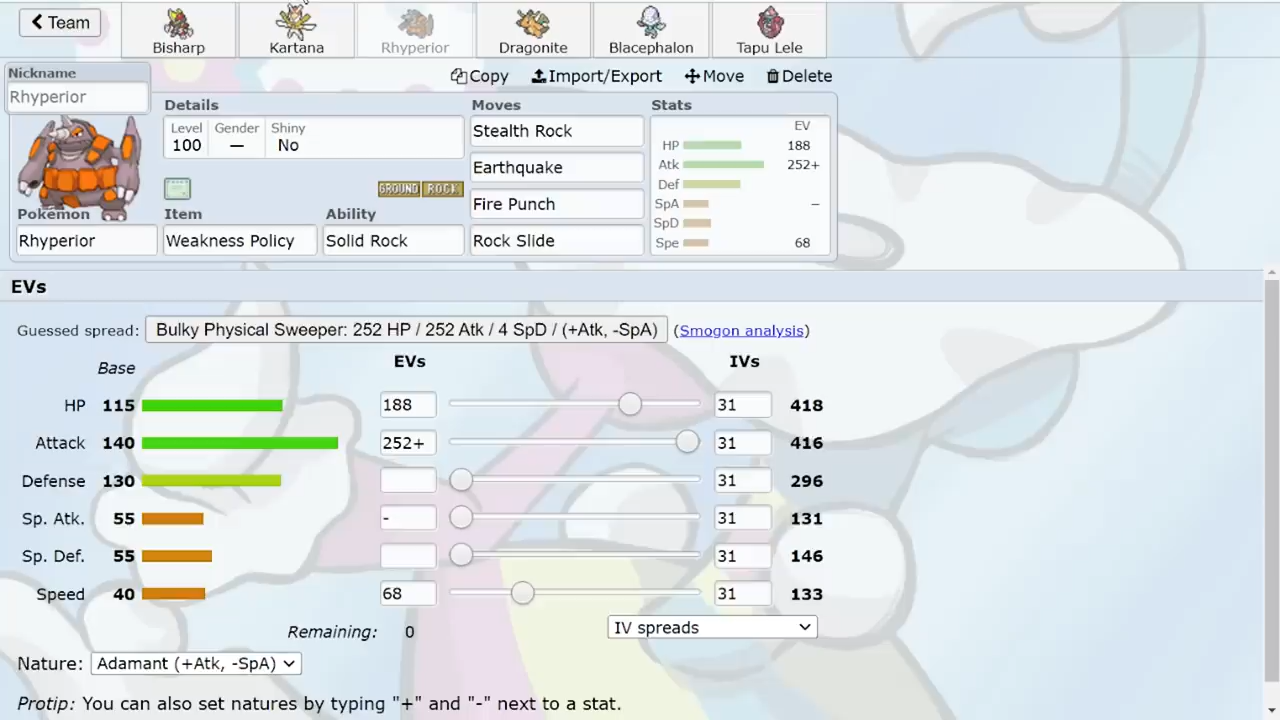 Team
Bisharp
Kartana
Rhyperior
Dragonite
Blacephalon
Tapu Lele
Copy
Import/Export
Move
Delete
Nickname
Rhyperior
Details
Level
100
Gender
—
Shiny
No
GROUND ROCK
Pokémon
Rhyperior
Item
Weakness Policy
Ability
Solid Rock
Moves
Stealth Rock
Earthquake
Fire Punch
Rock Slide
Stats
EV
HP 188
Atk 252+
Def
SpA –
SpD
Spe 68
EVs
Guessed spread: Bulky Physical Sweeper: 252 HP / 252 Atk / 4 SpD / (+Atk, -SpA) (Smogon analysis)
Base EVs IVs
HP 115 188 31 418
Attack 140 252+ 31 416
Defense 130 31 296
Sp. Atk. 55 - 31 131
Sp. Def. 55 31 146
Speed 40 68 31 133
Remaining: 0
IV spreads
Nature: Adamant (+Atk, -SpA)
Protip: You can also set natures by typing "+" and "-" next to a stat.